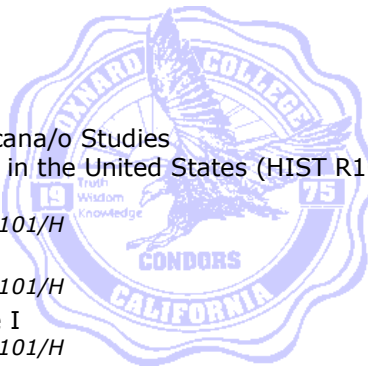 OXNARD COLLEGE
cana/o Studies
in the United States (HIST R1
19 75
Truth
Wisdom
Knowledge
101/H
CONDORS
101/H
CALIFORNIA
I
101/H